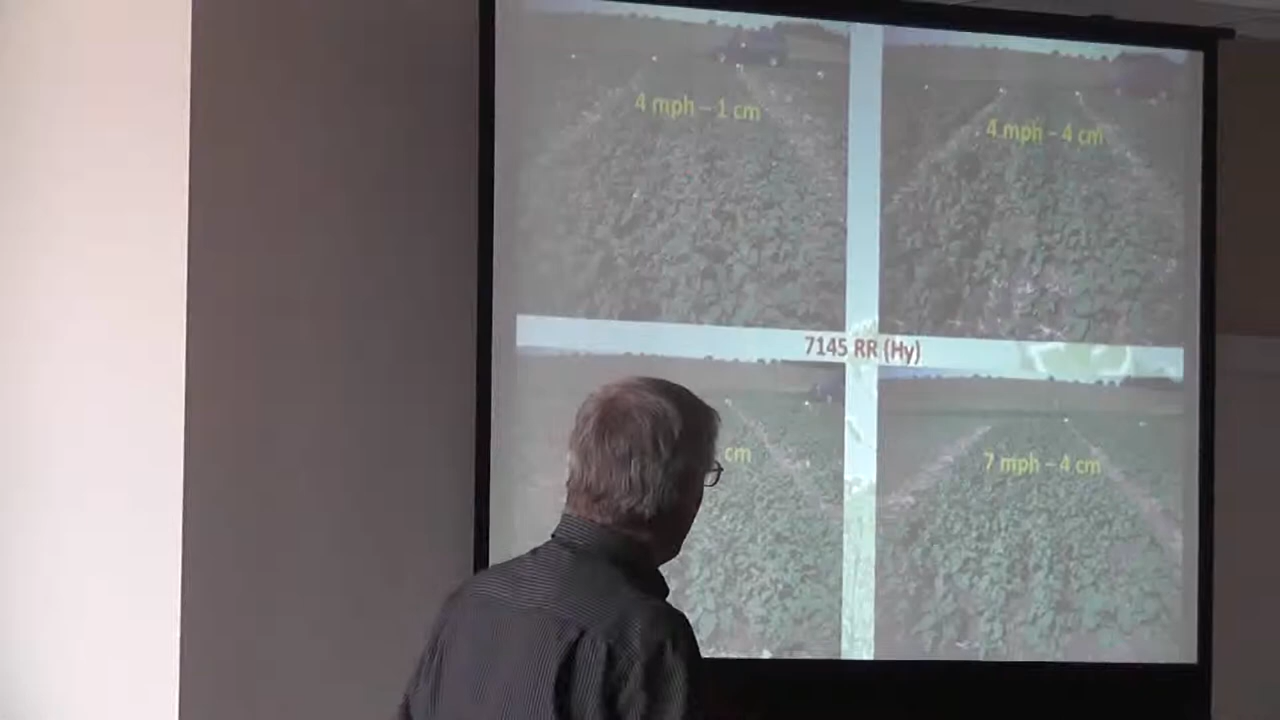 4 mph – 1 cm
4 mph – 4 cm
7145 RR (Hy)
cm
7 mph – 4 cm